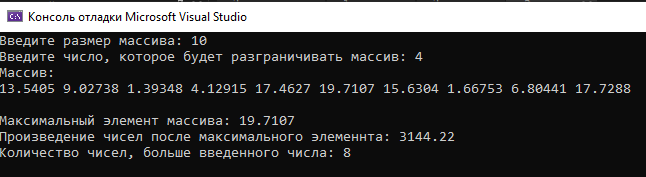 Консоль отладки Microsoft Visual Studio
Введите размер массива: 10
Введите число, которое будет разграничивать массив: 4
Массив:
13.5405 9.02738 1.39348 4.12915 17.4627 19.7107 15.6304 1.66753 6.80441 17.7288
Максимальный элемент массива: 19.7107
Произведение чисел после максимального элеменнта: 3144.22
Количество чисел, больше введенного числа: 8